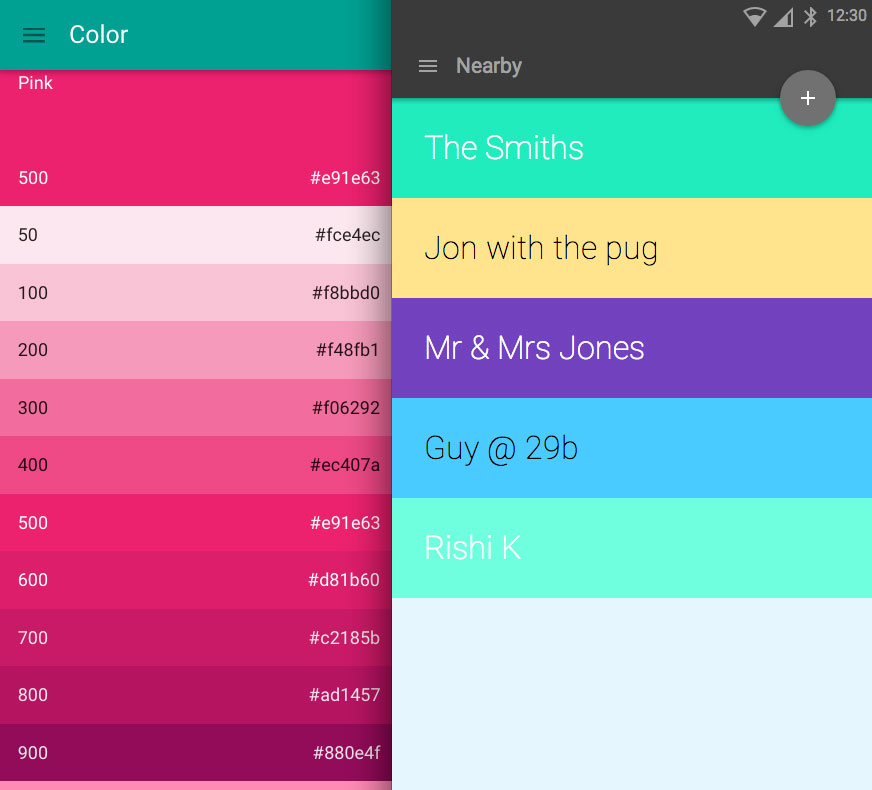 Color
Pink
500 #e91e63
50 #fce4ec
100 #f8bbd0
200 #f48fb1
300 #f06292
400 #ec407a
500 #e91e63
600 #d81b60
700 #c2185b
800 #ad1457
900 #880e4f
12:30
Nearby
+
The Smiths
Jon with the pug
Mr & Mrs Jones
Guy @ 29b
Rishi K